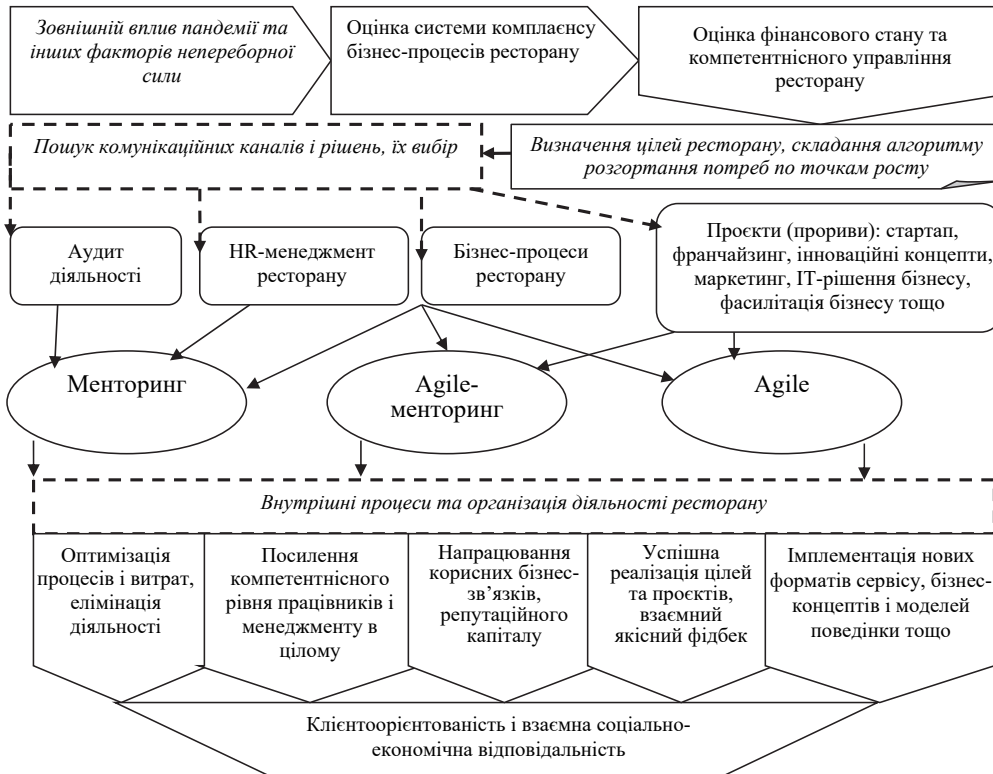 Зовнішній вплив пандемії та
інших факторів непереборної
сили
Оцінка системи комплаєнсу
бізнес-процесів ресторану
Оцінка фінансового стану та
компетентнісного управління
ресторану
Пошук комунікаційних каналів і рішень, їх вибір
Визначення цілей ресторану, складання алгоритму
розгортання потреб по точкам росту
Аудит
діяльності
HR-менеджмент
ресторану
Бізнес-процеси
ресторану
Проєкти (прориви): стартап,
франчайзинг, інноваційні концепти,
маркетинг, ІТ-рішення бізнесу,
фасилітація бізнесу тощо
Менторинг
Agile-
менторинг
Agile
Внутрішні процеси та організація діяльності ресторану
Оптимізація
процесів і витрат,
елімінація
діяльності
Посилення
компетентнісного
рівня працівників і
менеджменту в
цілому
Напрацювання
корисних бізнес-
зв’язків,
репутаційного
капіталу
Успішна
реалізація цілей
та проєктів,
взаємний
якісний фідбек
Імплементація нових
форматів сервісу, бізнес-
концептів і моделей
поведінки тощо
Клієнтоорієнтованість і взаємна соціально-
економічна відповідальність